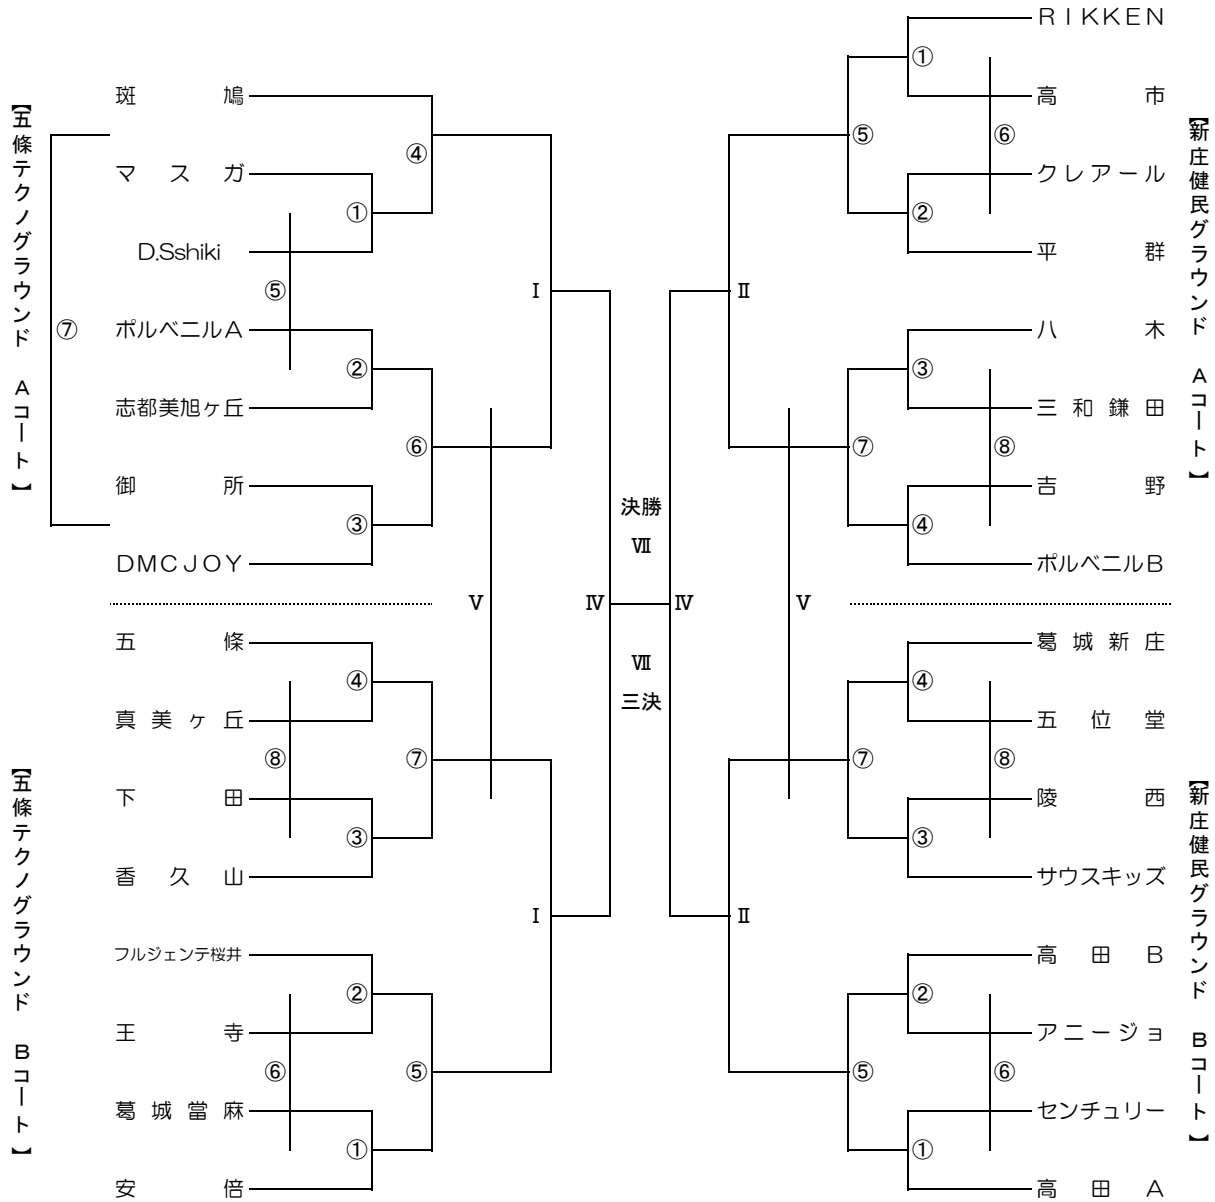 【五條テクノグラウンド　Aコート】
斑鳩
④
マスガ
①
D.Sshiki
⑤
Ⅰ
⑦
ポルベニルA
②
志都美旭ヶ丘
⑥
御所
③
DMCJOY
Ⅴ
Ⅳ
【五條テクノグラウンド　Bコート】
五條
④
真美ヶ丘
⑧
⑦
下田
③
香久山
Ⅰ
フルジェンテ桜井
②
王寺
⑥
⑤
葛城當麻
①
安倍
決勝
Ⅶ
Ⅶ
三決
【新庄健民グラウンド　Aコート】
RIKKEN
①
高市
⑤
⑥
クレアール
②
平群
Ⅱ
八木
③
三和鎌田
⑦
⑧
吉野
④
ポルベニルB
Ⅳ
Ⅴ
【新庄健民グラウンド　Bコート】
葛城新庄
④
五位堂
⑦
⑧
陵西
③
サウスキッズ
Ⅱ
高田B
②
アニージョ
⑤
⑥
センチュリー
①
高田A